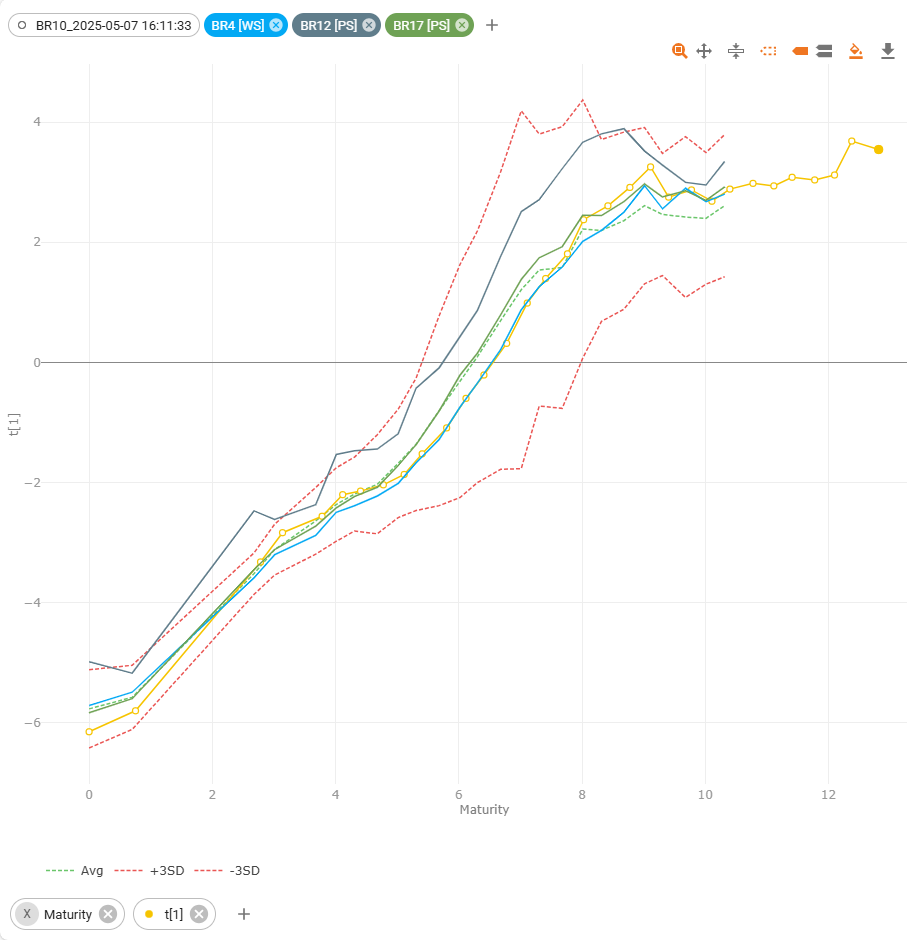 BR10_2025-05-07 16:11:33 BR4 [WS] BR12 [PS] BR17 [PS]
4
2
0
−2
−4
−6
t[1]
0 2 4 6 8 10 12
Maturity
Avg +3SD -3SD
X Maturity t[1]